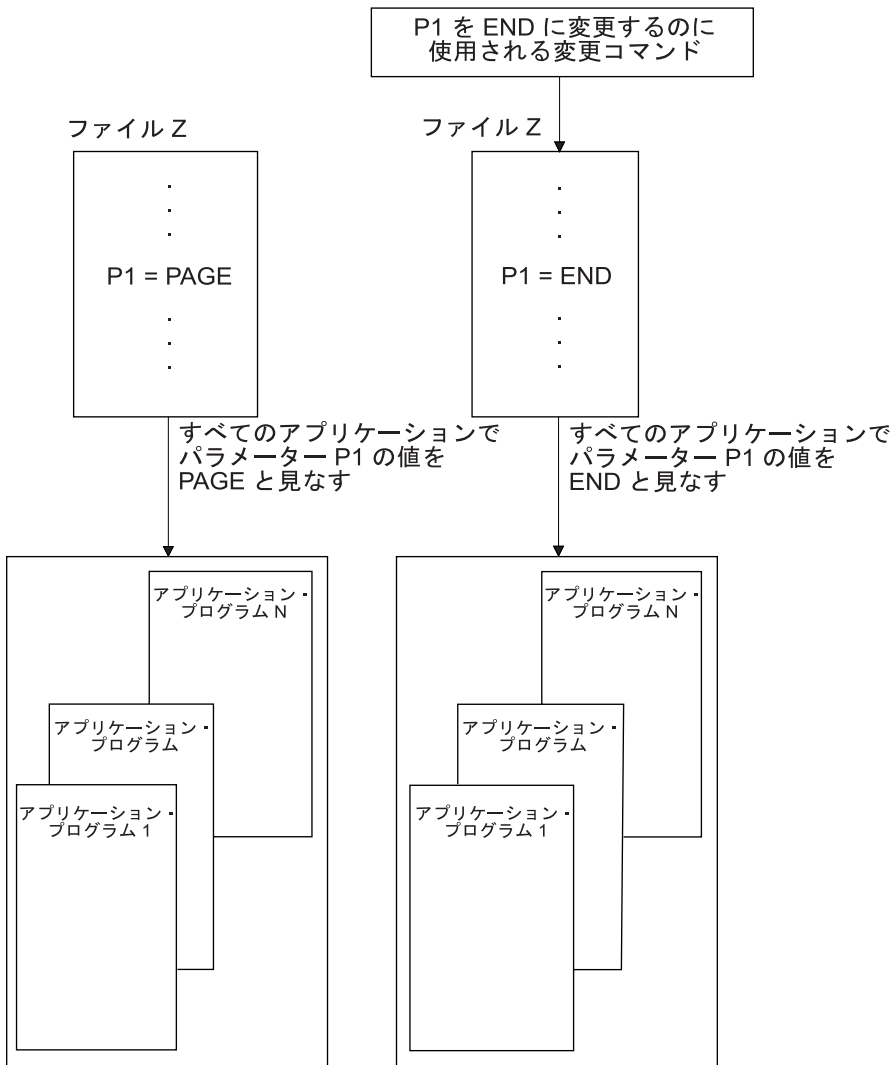 P1 を END に変更するのに
使用される変更コマンド
ファイル Z
P1 = PAGE
すべてのアプリケーションで
パラメーター P1 の値を
PAGE と見なす
アプリケーション・
プログラム N
アプリケーション・
プログラム
アプリケーション・
プログラム 1
ファイル Z
P1 = END
すべてのアプリケーションで
パラメーター P1 の値を
END と見なす
アプリケーション・
プログラム N
アプリケーション・
プログラム
アプリケーション・
プログラム 1